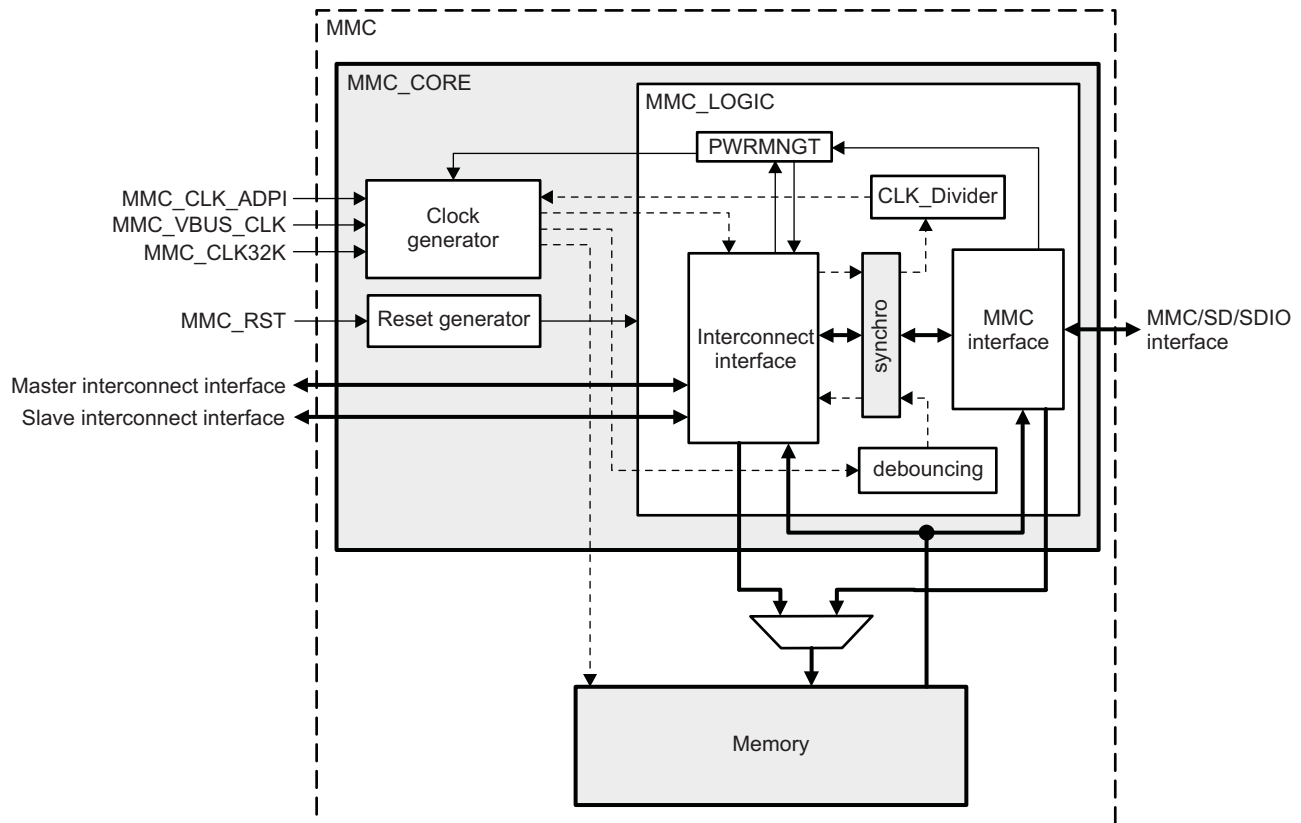 MMC
MMC_CORE
MMC_LOGIC
PWRMNGT
MMC_CLK_ADPI
MMC_VBUS_CLK
MMC_CLK32K
Clock
generator
CLK_Divider
MMC_RST
Reset generator
Interconnect
interface
synchro
MMC
interface
MMC/SD/SDIO
interface
Master interconnect interface
Slave interconnect interface
debouncing
Memory